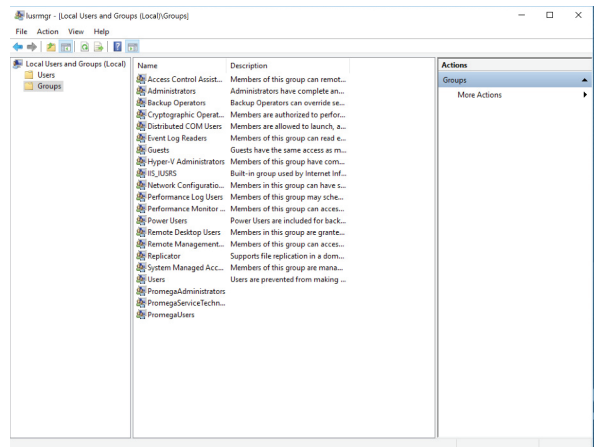 lusrmgr - [Local Users and Groups (Local)\Groups]
File Action View Help
Local Users and Groups (Local)
Users
Groups
Name Description
Access Control Assist... Members of this group can remot...
Administrators Administrators have complete an...
Backup Operators Backup Operators can override se...
Cryptographic Operat... Members are authorized to perfor...
Distributed COM Users Members are allowed to launch, a...
Event Log Readers Members of this group can read e...
Guests Guests have the same access as m...
Hyper-V Administrators Members of this group have com...
IIS_IUSRS Built-in group used by Internet Inf...
Network Configuratio... Members in this group can have s...
Performance Log Users Members of this group may sche...
Performance Monitor ... Members of this group can acces...
Power Users Power Users are included for back...
Remote Desktop Users Members in this group are grante...
Remote Management... Members of this group can acces...
Replicator Supports file replication in a dom...
System Managed Acc... Members of this group are mana...
Users Users are prevented from making ...
PromegaAdministrators
PromegaServiceTechn...
PromegaUsers
Actions
Groups
More Actions